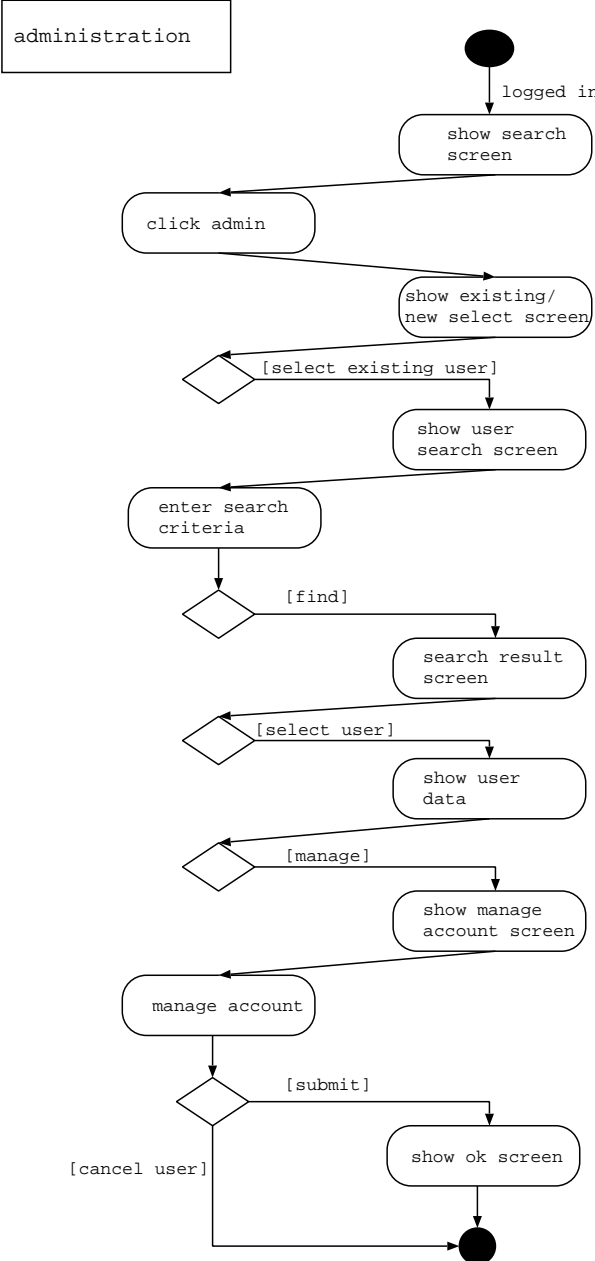 administration
logged in
show search
screen
click admin
show existing/
new select screen
[select existing user]
show user
search screen
enter search
criteria
[find]
search result
screen
[select user]
show user
data
[manage]
show manage
account screen
manage account
[submit]
show ok screen
[cancel user]